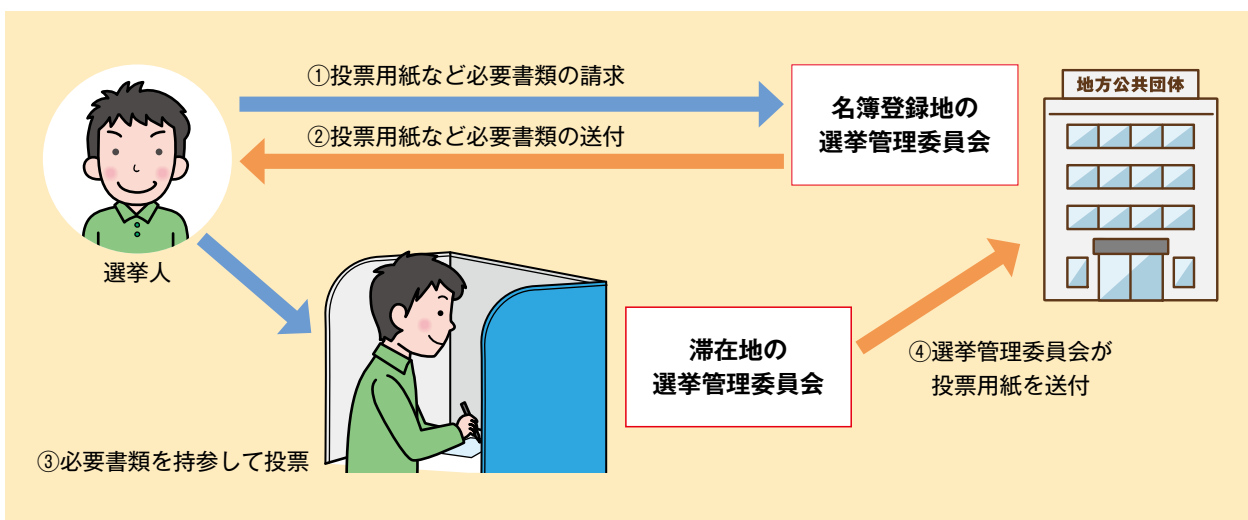 ①投票用紙など必要書類の請求
②投票用紙など必要書類の送付
名簿登録地の
選挙管理委員会
地方公共団体
選挙人
滞在地の
選挙管理委員会
④選挙管理委員会が
投票用紙を送付
③必要書類を持参して投票